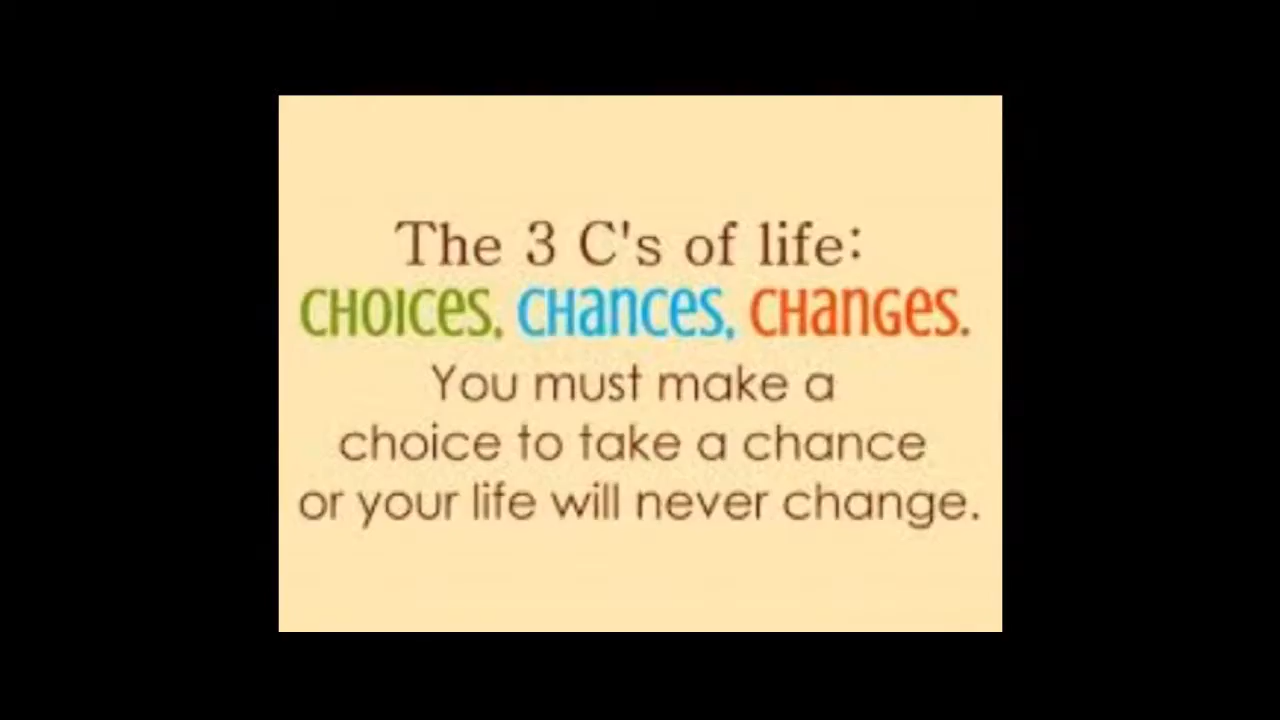 The 3 C's of life:
CHOICES, CHANCES, CHANGES.
You must make a
choice to take a chance
or your life will never change.